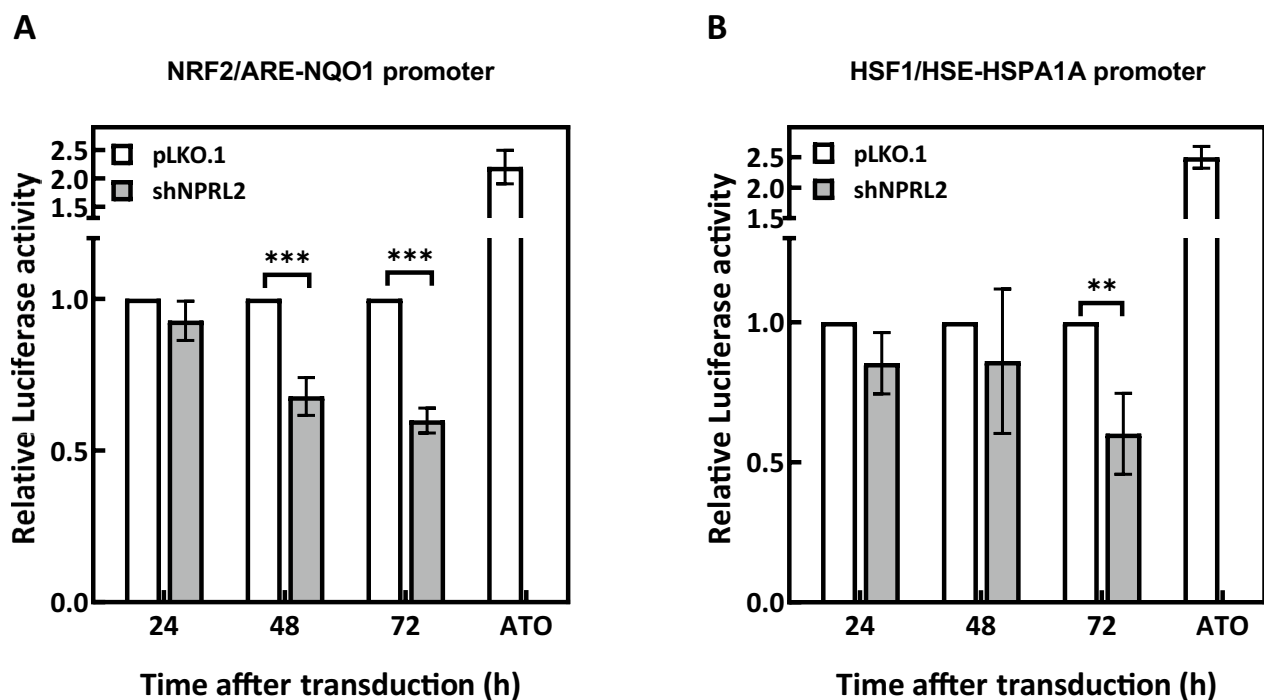 A
NRF2/ARE-NQO1 promoter
Relative Luciferase activity
2.5
2.0
1.5
1.0
0.5
0.0
pLKO.1
shNPRL2
***
***
24 48 72 ATO
Time affter transduction (h)
B
HSF1/HSE-HSPA1A promoter
Relative Luciferase activity
2.5
2.0
1.5
1.0
0.5
0.0
pLKO.1
shNPRL2
**
24 48 72 ATO
Time affter transduction (h)